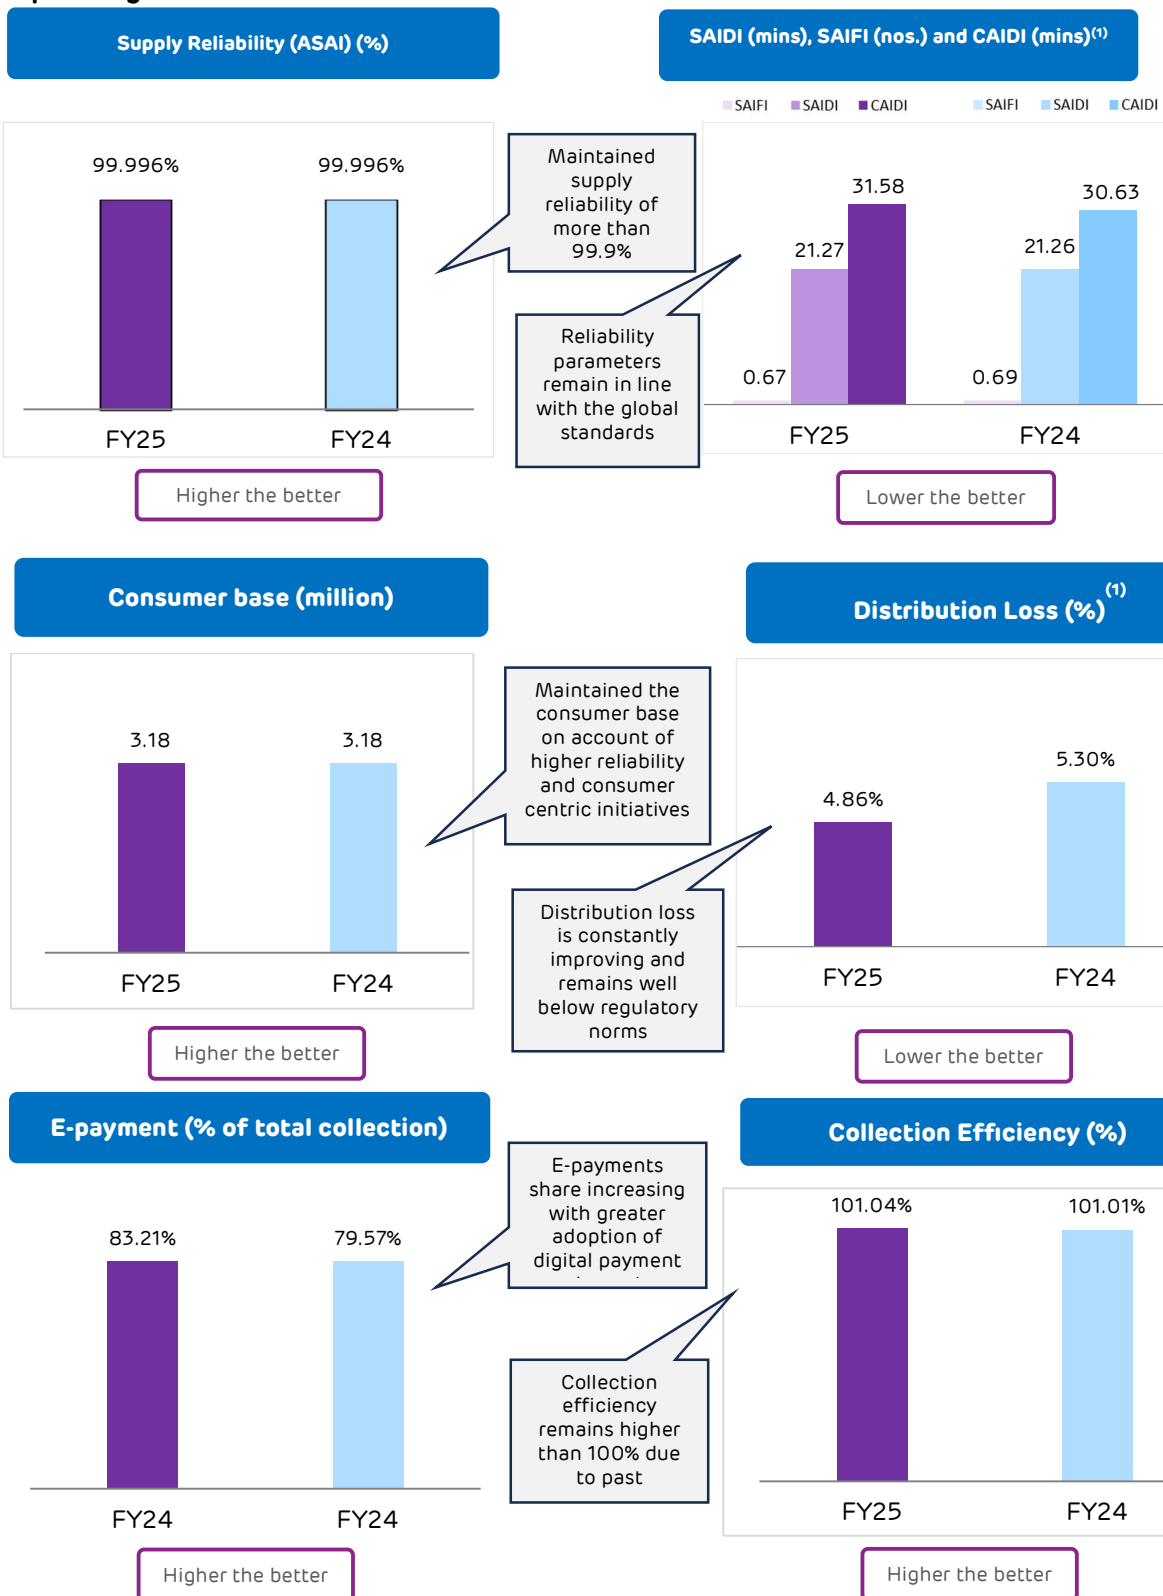 Supply Reliability (ASAI) (%)
SAIDI (mins), SAIFI (nos.) and CAIDI (mins)(1)
SAIFI SAIDI CAIDI SAIFI SAIDI CAIDI
99.996% 99.996%
FY25 FY24
Higher the better
Maintained
supply
reliability of
more than
99.9%
Reliability
parameters
remain in line
with the global
standards
0.67 21.27 31.58 0.69 21.26 30.63
FY25 FY24
Lower the better
Consumer base (million)
Distribution Loss (%) (1)
3.18 3.18
FY25 FY24
Higher the better
Maintained the
consumer base
on account of
higher reliability
and consumer
centric initiatives
Distribution loss
is constantly
improving and
remains well
below regulatory
norms
4.86% 5.30%
FY25 FY24
Lower the better
E-payment (% of total collection)
Collection Efficiency (%)
83.21% 79.57%
FY24 FY24
Higher the better
E-payments
share increasing
with greater
adoption of
digital payment
Collection
efficiency
remains higher
than 100% due
to past
101.04% 101.01%
FY25 FY24
Higher the better